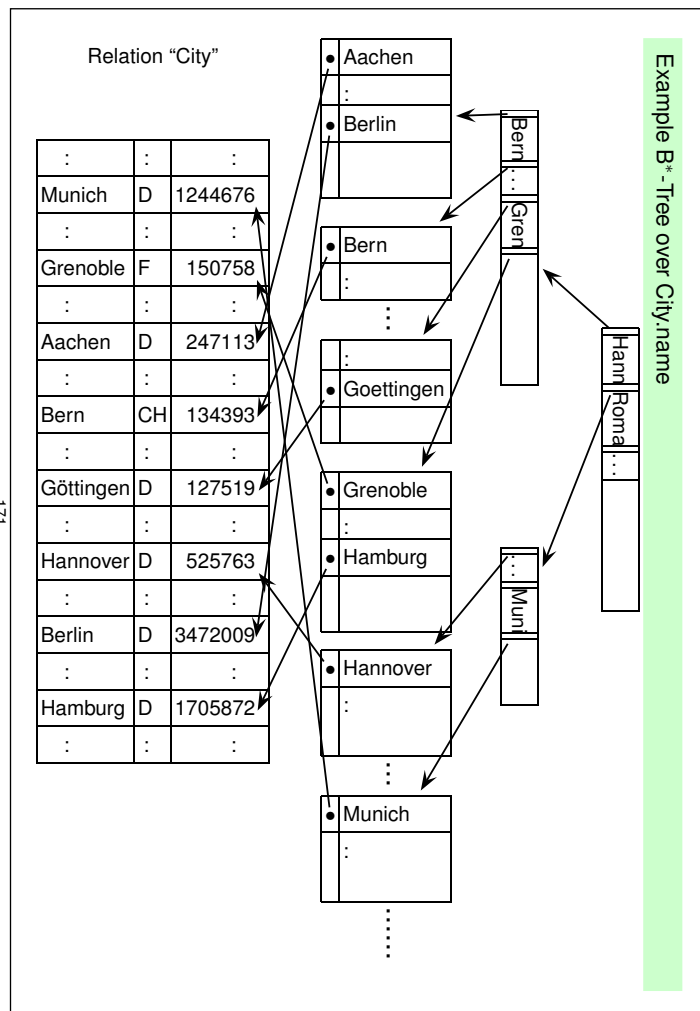 Example B*-Tree over City.name
Relation “City”
: : :
Munich D 1244676
: : :
Grenoble F 150758
: : :
Aachen D 247113
: : :
Bern CH 134393
: : :
Göttingen D 127519
: : :
Hannover D 525763
: : :
Berlin D 3472009
: : :
Hamburg D 1705872
: : :
• Aachen
:
• Berlin
• Bern
:
⋮
:
• Goettingen
• Grenoble
:
• Hamburg
• Hannover
:
⋮
• Munich
:
⋮
Bern ... Gren
... Muni
Hann Roma ...
171